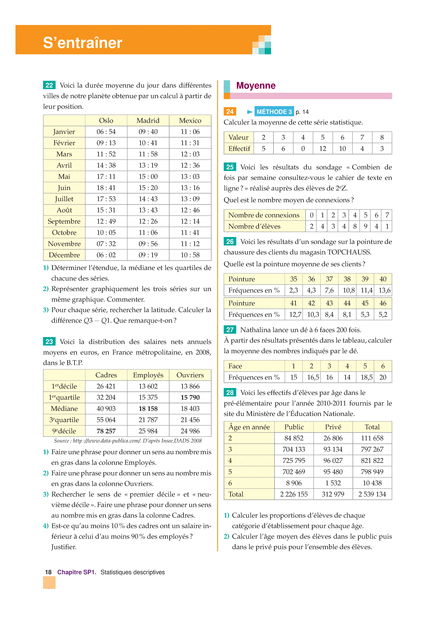 S'entraîner
22 Voici la durée moyenne du jour dans différentes
villes de notre planète obtenue par un calcul à partir de
leur position.
Oslo Madrid Mexico
Janvier 06 : 54 09 : 40 11 : 06
Février 09 : 13 10 : 41 11 : 31
Mars 11 : 52 11 : 58 12 : 03
Avril 14 : 38 13 : 19 12 : 36
Mai 17 : 11 15 : 00 13 : 03
Juin 18 : 41 15 : 20 13 : 16
Juillet 17 : 53 14 : 43 13 : 09
Août 15 : 31 13 : 43 12 : 46
Septembre 12 : 49 12 : 26 12 : 14
Octobre 10 : 05 11 : 06 11 : 41
Novembre 07 : 32 09 : 56 11 : 12
Décembre 06 : 02 09 : 19 10 : 58
1) Déterminer l'étendue, la médiane et les quartiles de
chacune des séries.
2) Représenter graphiquement les trois séries sur un
même graphique. Commenter.
3) Pour chaque série, rechercher la latitude. Calculer la
différence Q3 − Q1. Que remarque-t-on ?
23 Voici la distribution des salaires nets annuels
moyens en euros, en France métropolitaine, en 2008,
dans le B.T.P.
Cadres Employés Ouvriers
1er décile 26 421 13 602 13 866
1er quartile 32 204 15 375 15 790
Médiane 40 903 18 158 18 403
3e quartile 55 064 21 787 21 456
9e décile 78 257 25 984 24 986
Source : http ://www.data-publica.com/. D'après Insee,DADS 2008
1) Faire une phrase pour donner un sens au nombre mis
en gras dans la colonne Employés.
2) Faire une phrase pour donner un sens au nombre mis
en gras dans la colonne Ouvriers.
3) Rechercher le sens de « premier décile » et « neu-
vième décile ». Faire une phrase pour donner un sens
au nombre mis en gras dans la colonne Cadres.
4) Est-ce qu'au moins 10 % des cadres ont un salaire in-
férieur à celui d'au moins 90 % des employés ?
Justifier.
Moyenne
24 ► MÉTHODE 3 p. 14
Calculer la moyenne de cette série statistique.
Valeur 2 3 4 5 6 7 8
Effectif 5 6 0 12 10 4 3
25 Voici les résultats du sondage « Combien de
fois par semaine consultez-vous le cahier de texte en
ligne ? » réalisé auprès des élèves de 2de Z.
Quel est le nombre moyen de connexions ?
Nombre de connexions 0 1 2 3 4 5 6 7
Nombre d'élèves 2 4 3 4 8 9 4 1
26 Voici les résultats d'un sondage sur la pointure de
chaussure des clients du magasin TOPCHAUSS.
Quelle est la pointure moyenne de ses clients ?
Pointure 35 36 37 38 39 40
Fréquences en % 2,3 4,3 7,6 10,8 11,4 13,6
Pointure 41 42 43 44 45 46
Fréquences en % 12,7 10,3 8,4 8,1 5,3 5,2
27 Nathalina lance un dé à 6 faces 200 fois.
À partir des résultats présentés dans le tableau, calculer
la moyenne des nombres indiqués par le dé.
Face 1 2 3 4 5 6
Fréquences en % 15 16,5 16 14 18,5 20
28 Voici les effectifs d'élèves par âge dans le
pré-élémentaire pour l'année 2010-2011 fournis par le
site du Ministère de l'Éducation Nationale.
Âge en année Public Privé Total
2 84 852 26 806 111 658
3 704 133 93 134 797 267
4 725 795 96 027 821 822
5 702 469 95 480 798 949
6 8 906 1 532 10 438
Total 2 226 155 312 979 2 539 134
1) Calculer les proportions d'élèves de chaque
catégorie d'établissement pour chaque âge.
2) Calculer l'âge moyen des élèves dans le public puis
dans le privé puis pour l'ensemble des élèves.
18 Chapitre SP1. Statistiques descriptives